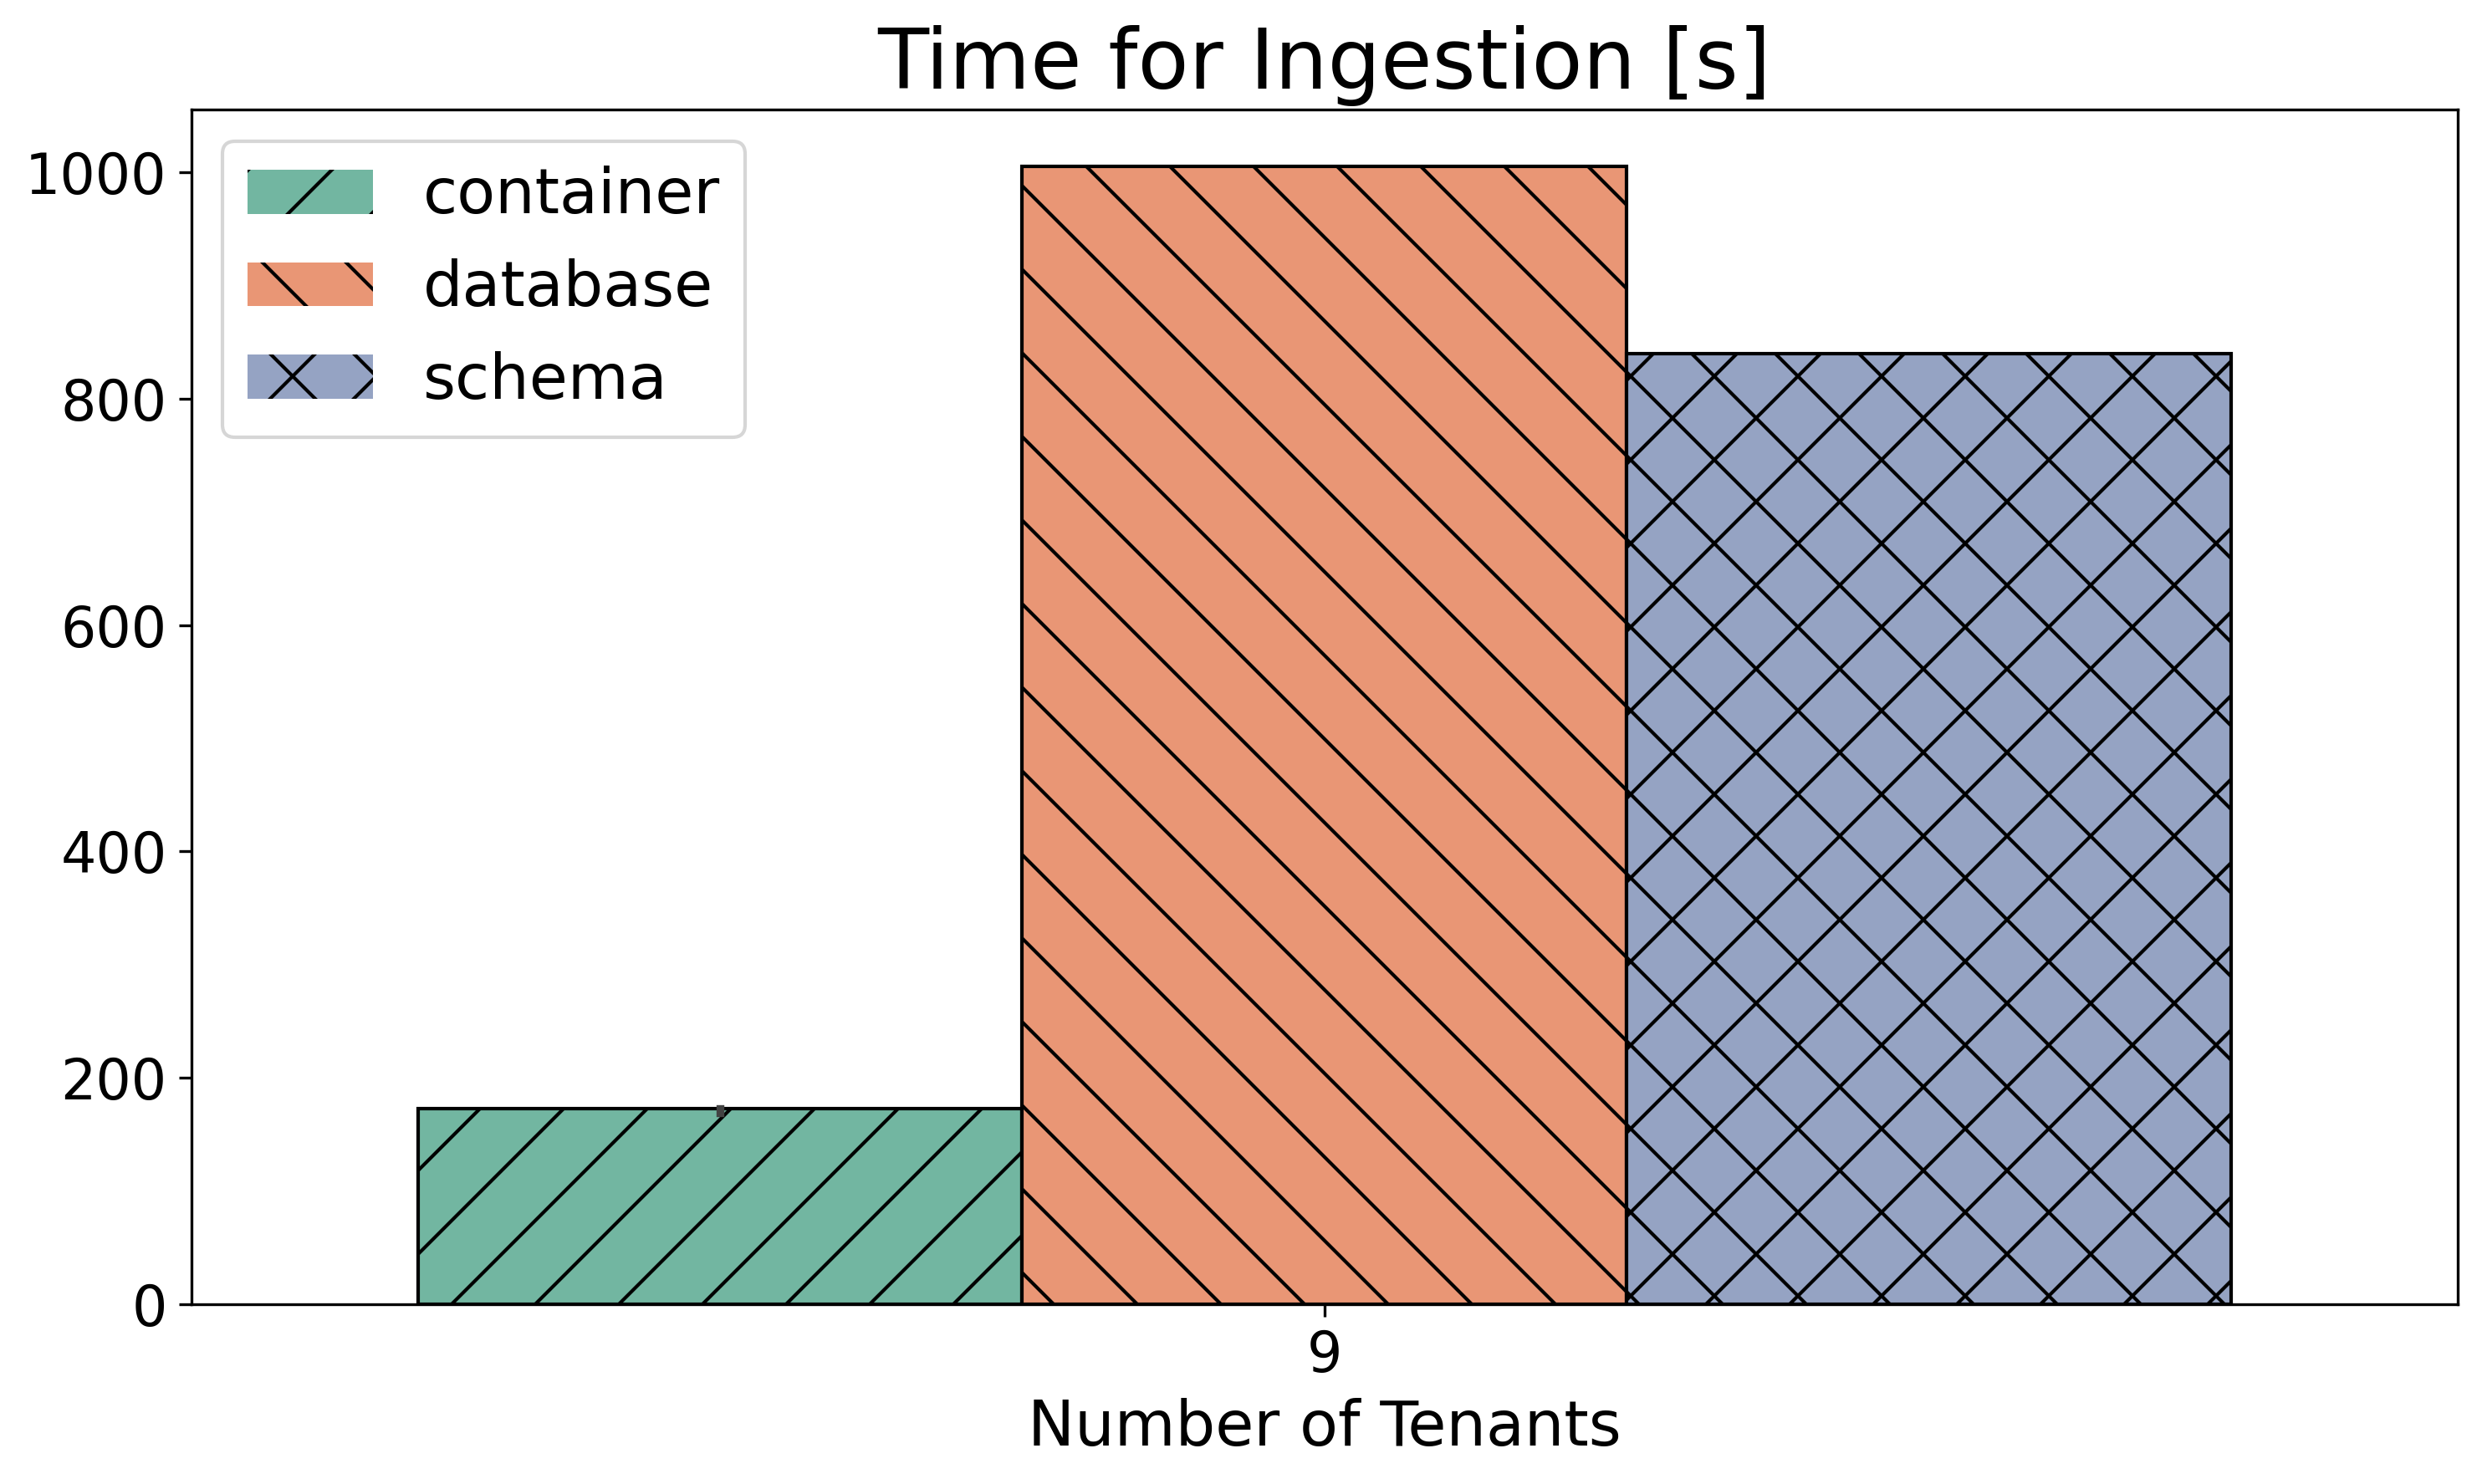 Time for Ingestion [s]
1000
800
600
400
200
0
container
database
schema
9
Number of Tenants